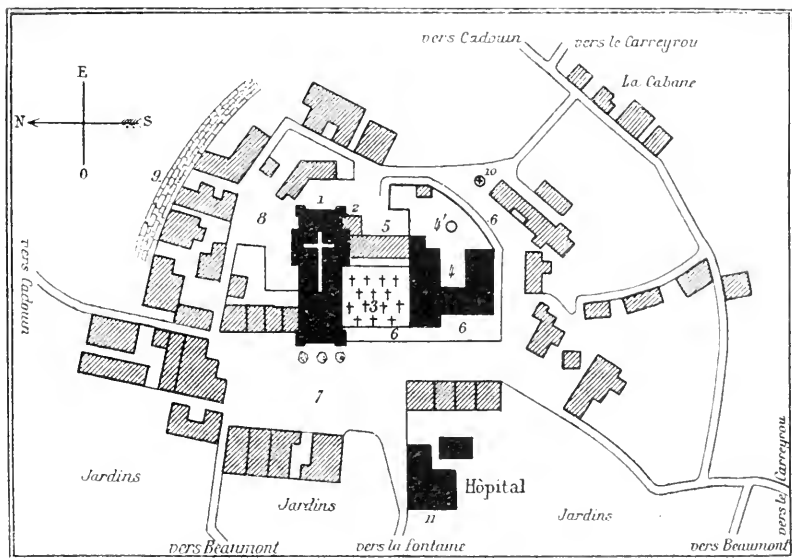 vers Cadouin
vers le Carreyrou
La Cabane
E
N
S
O
9
10
1
2
8
5
4'
6
4
3
6
6
vers Cadouin
7
Jardins
Jardins
Hôpital
11
Jardins
vers le Carreyrou
vers Beaumont
vers la fontaine
vers Beaumont